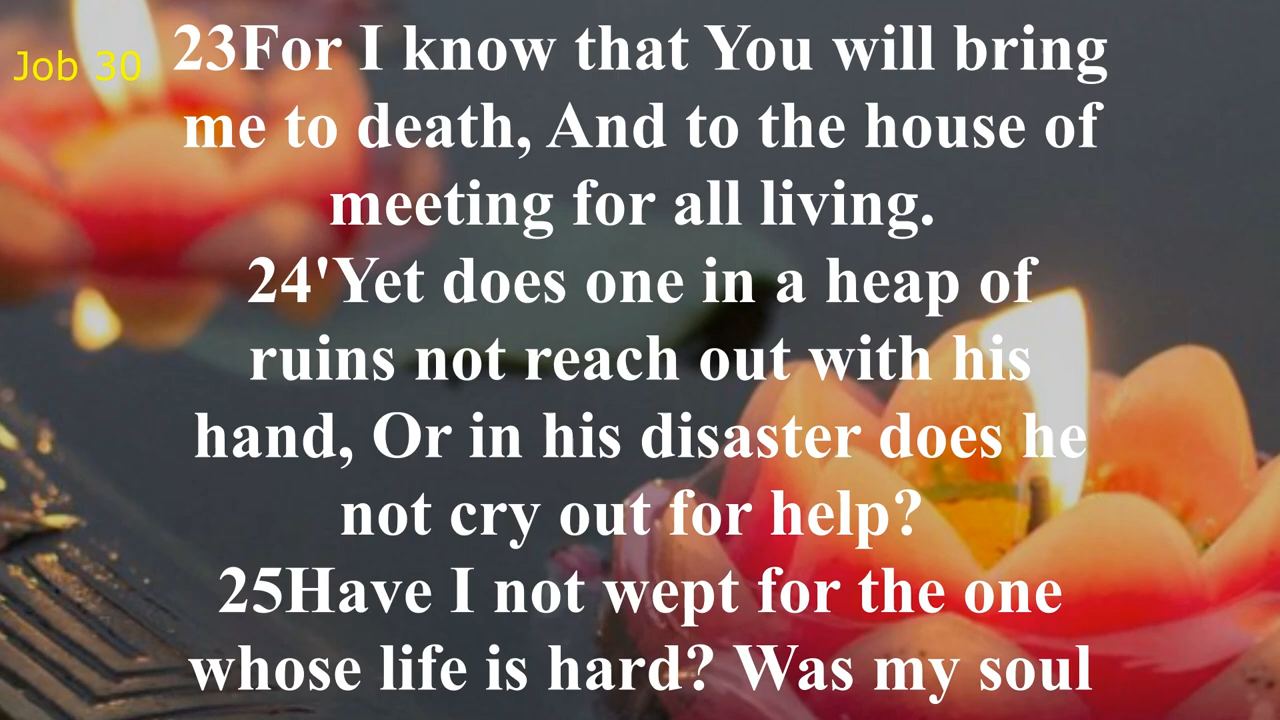 Job 30
23For I know that You will bring
me to death, And to the house of
meeting for all living.
24'Yet does one in a heap of
ruins not reach out with his
hand, Or in his disaster does he
not cry out for help?
25Have I not wept for the one
whose life is hard? Was my soul